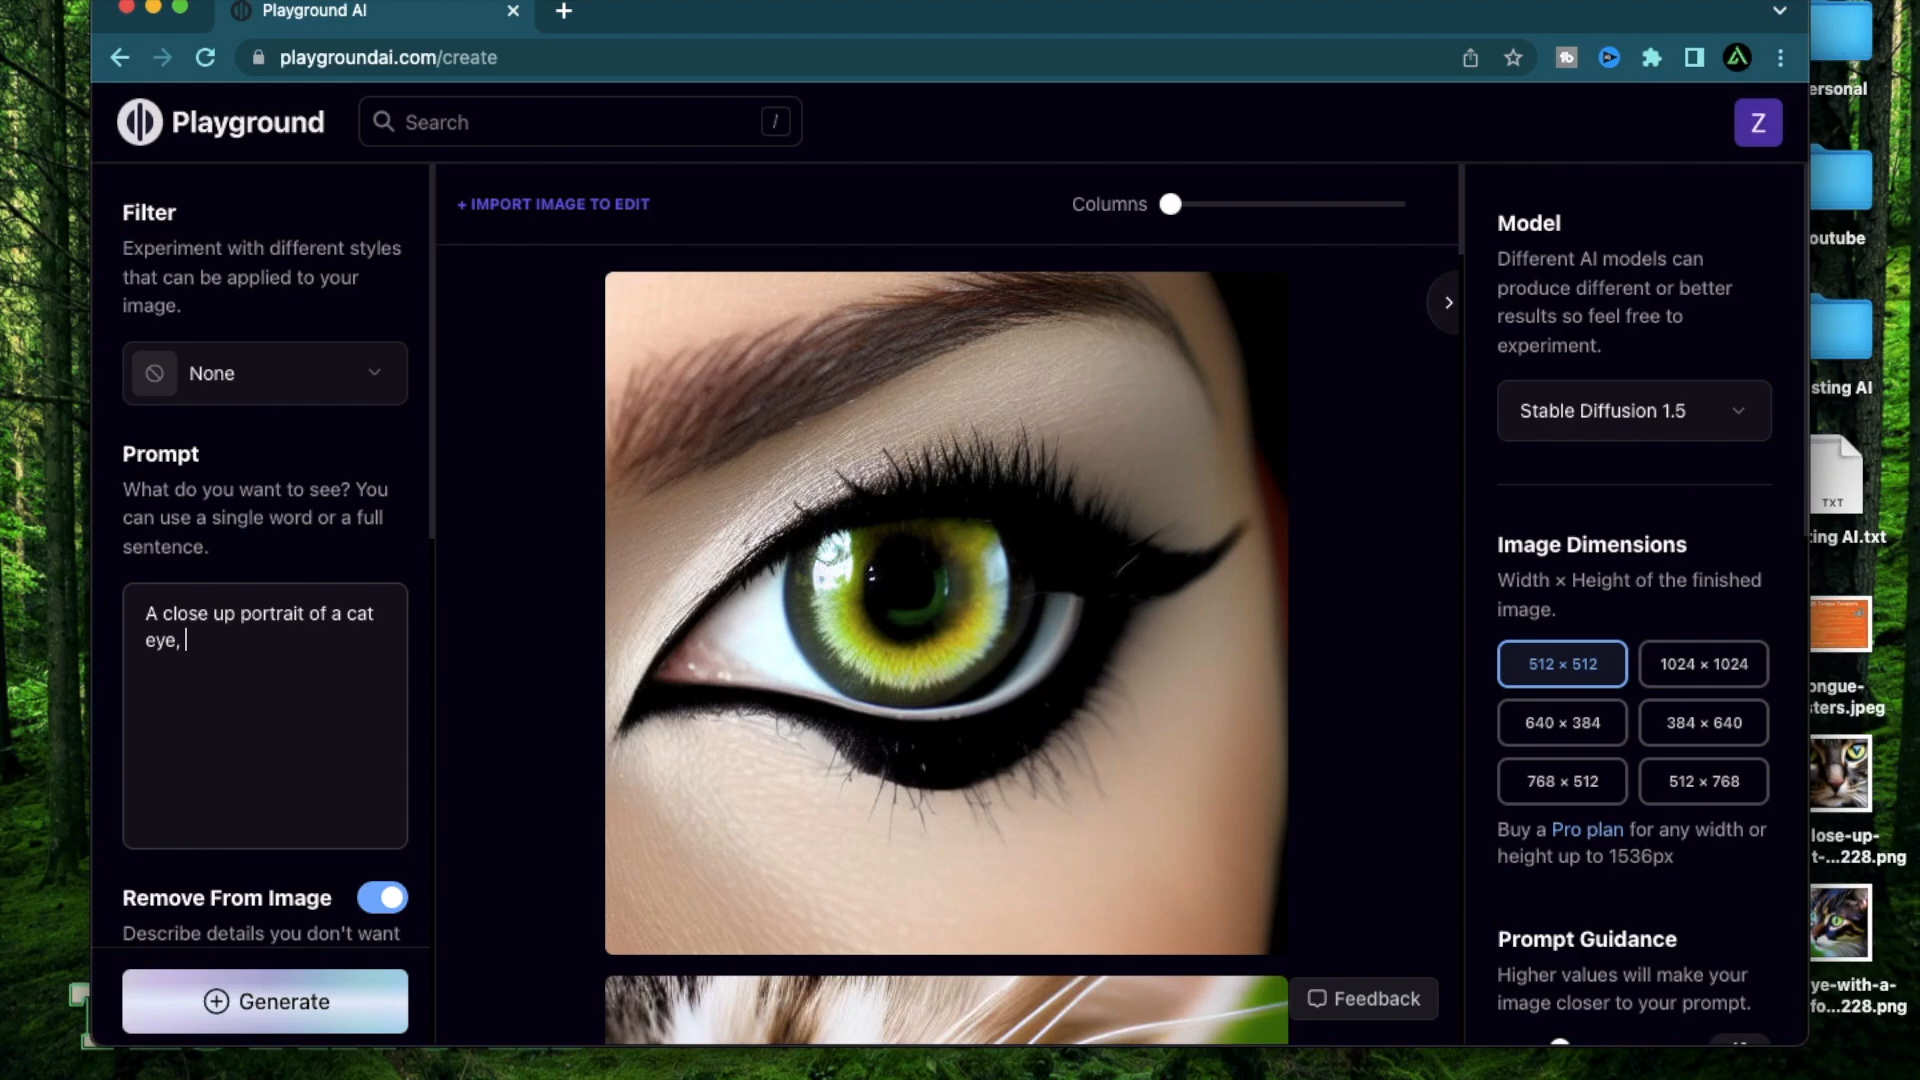 Playground AI
playgroundai.com/create
Playground
Search
/
Z
Filter
Experiment with different styles
that can be applied to your
image.
None
Prompt
What do you want to see? You
can use a single word or a full
sentence.
A close up portrait of a cat
eye,
Remove From Image
Describe details you don't want
Generate
+ IMPORT IMAGE TO EDIT
Columns
Feedback
Model
Different AI models can
produce different or better
results so feel free to
experiment.
Stable Diffusion 1.5
Image Dimensions
Width × Height of the finished
image.
512 × 512
1024 × 1024
640 × 384
384 × 640
768 × 512
512 × 768
Buy a Pro plan for any width or
height up to 1536px
Prompt Guidance
Higher values will make your
image closer to your prompt.
ersonal
outube
sting AI
TXT
ting AI.txt
ongue-
sters.jpeg
lose-up-
t-...228.png
ye-with-a-
fo...228.png